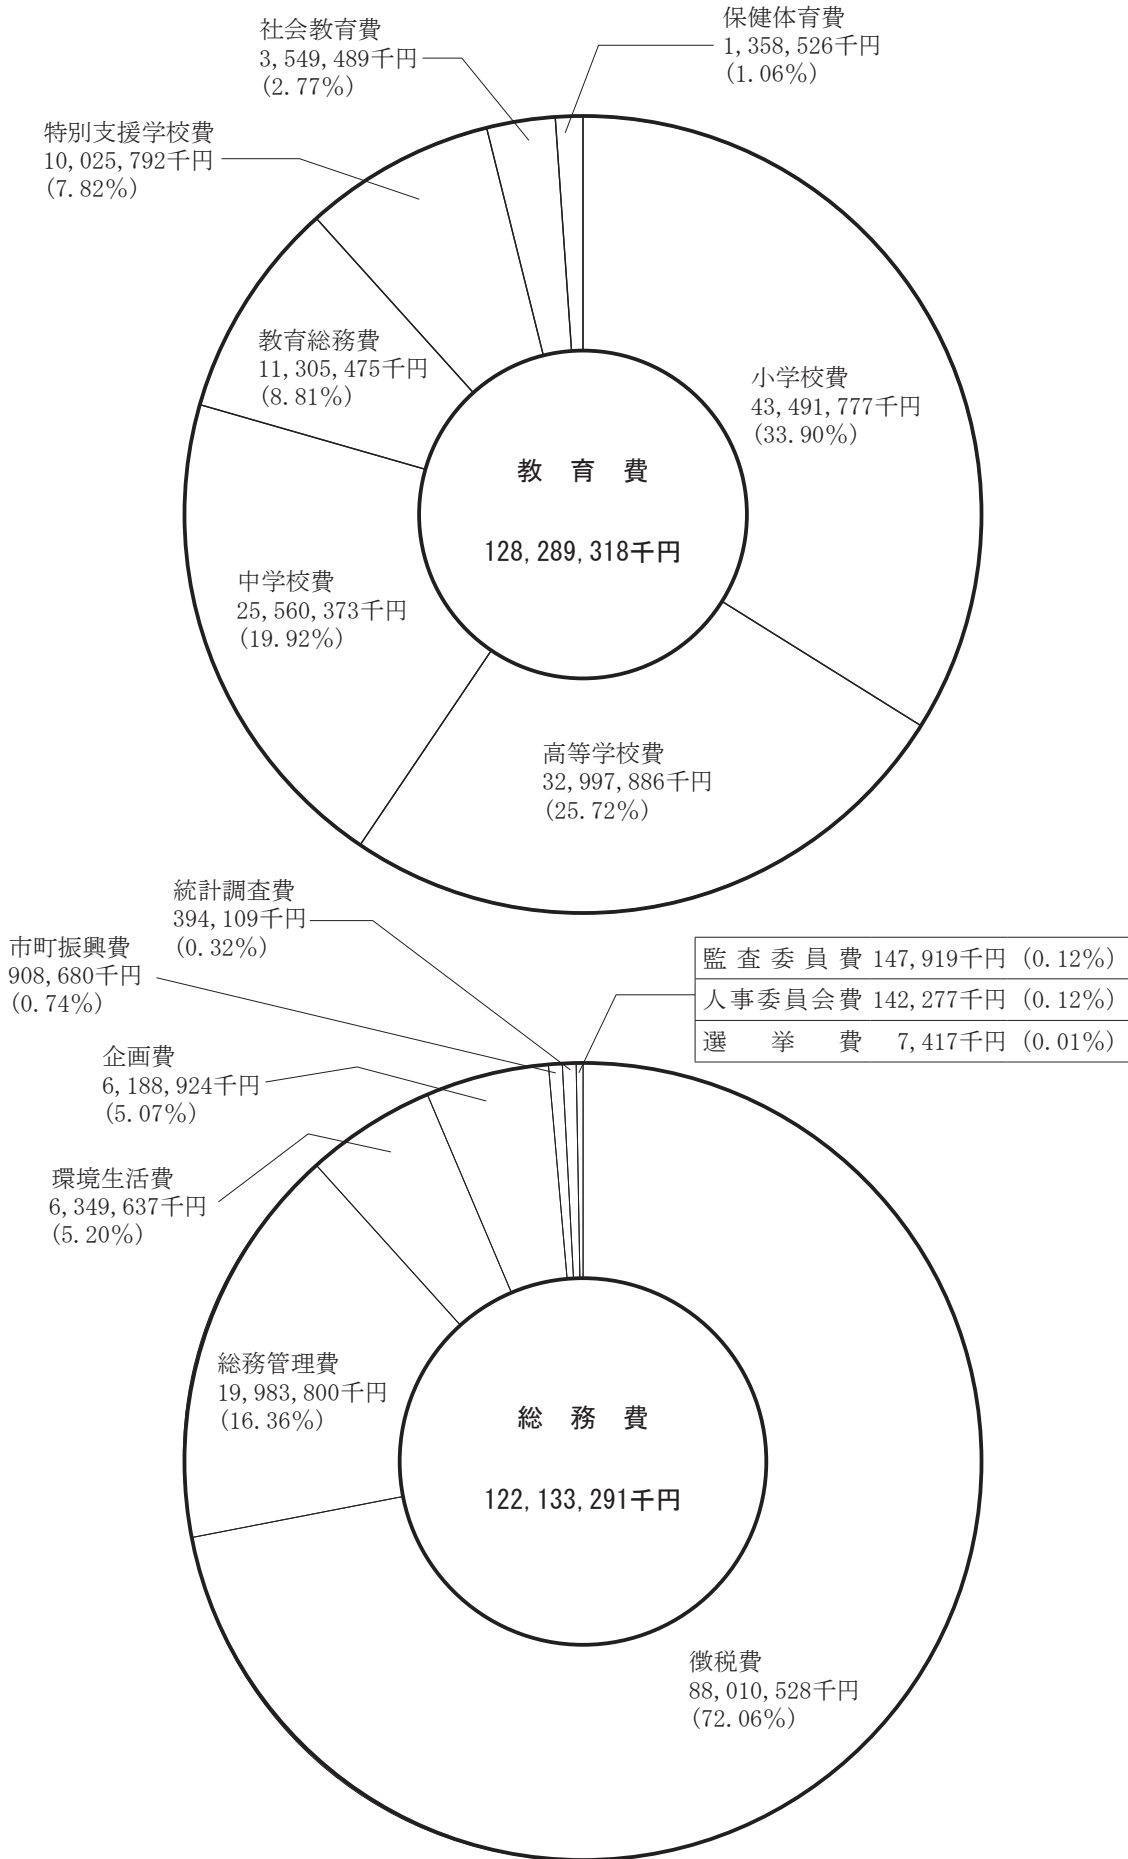 社会教育費
3,549,489千円
(2.77%)
保健体育費
1,358,526千円
(1.06%)
特別支援学校費
10,025,792千円
(7.82%)
教育総務費
11,305,475千円
(8.81%)
小学校費
43,491,777千円
(33.90%)
教育費
128,289,318千円
中学校費
25,560,373千円
(19.92%)
高等学校費
32,997,886千円
(25.72%)
統計調査費
394,109千円
(0.32%)
市町振興費
908,680千円
(0.74%)
監査委員費 147,919千円 (0.12%)
人事委員会費 142,277千円 (0.12%)
選挙費 7,417千円 (0.01%)
企画費
6,188,924千円
(5.07%)
環境生活費
6,349,637千円
(5.20%)
総務管理費
19,983,800千円
(16.36%)
総務費
122,133,291千円
徴税費
88,010,528千円
(72.06%)